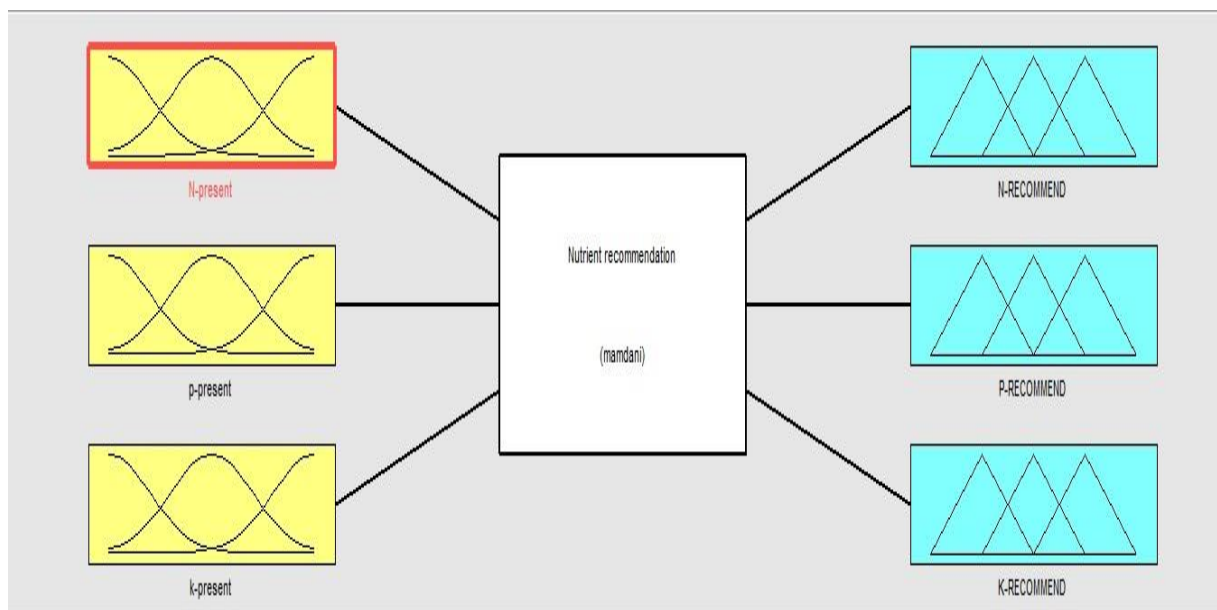 N-present
p-present
k-present
Nutrient recommendation
(mamdani)
N-RECOMMEND
P-RECOMMEND
K-RECOMMEND